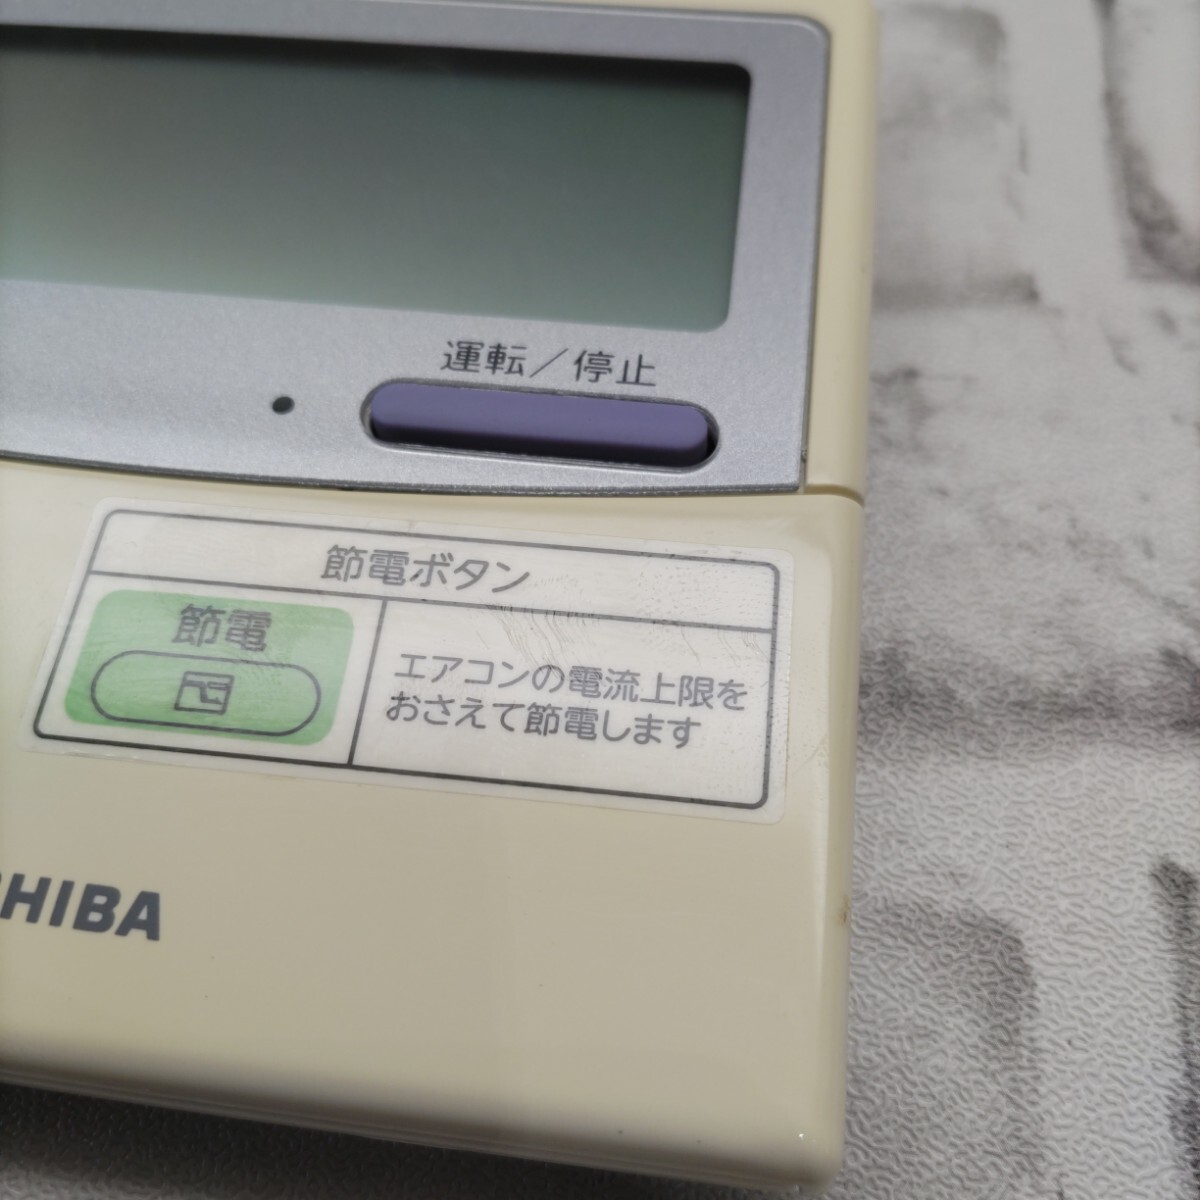 運転／停止
節電ボタン
節電
エアコンの電流上限を
おさえて節電します
SHIBA